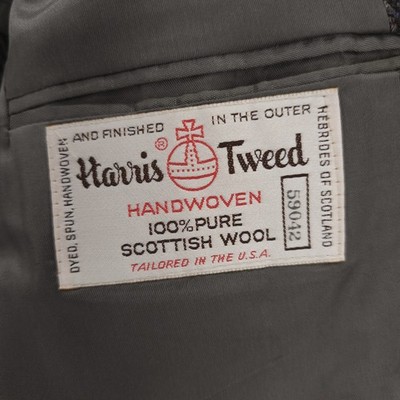 DYED, SPUN, HANDWOVEN
AND FINISHED IN THE OUTER
HEBRIDES OF SCOTLAND
Harris® Tweed
HANDWOVEN
100% PURE
SCOTTISH WOOL
59042
TAILORED IN THE U.S.A.